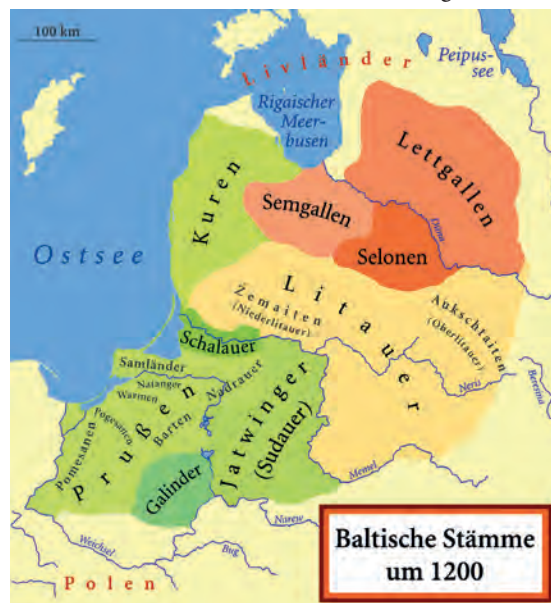 100 km
Livländer
Peipus-
see
Rigaischer
Meer-
busen
Lettgallen
Kuren
Semgallen
Düna
Selonen
Ostsee
Litauer
Zemaiten
(Niederlitauer)
Aukschtaiten
(Oberlitauer)
Schalauer
Samländer
Nadrauer
Neris
Beresina
Natanger
Warmen
Pogesanen
Barten
Pomesanen
Prußen
Jatwinger
(Sudauer)
Galinder
Memel
Narew
Weichsel
Bug
Polen
Baltische Stämme
um 1200